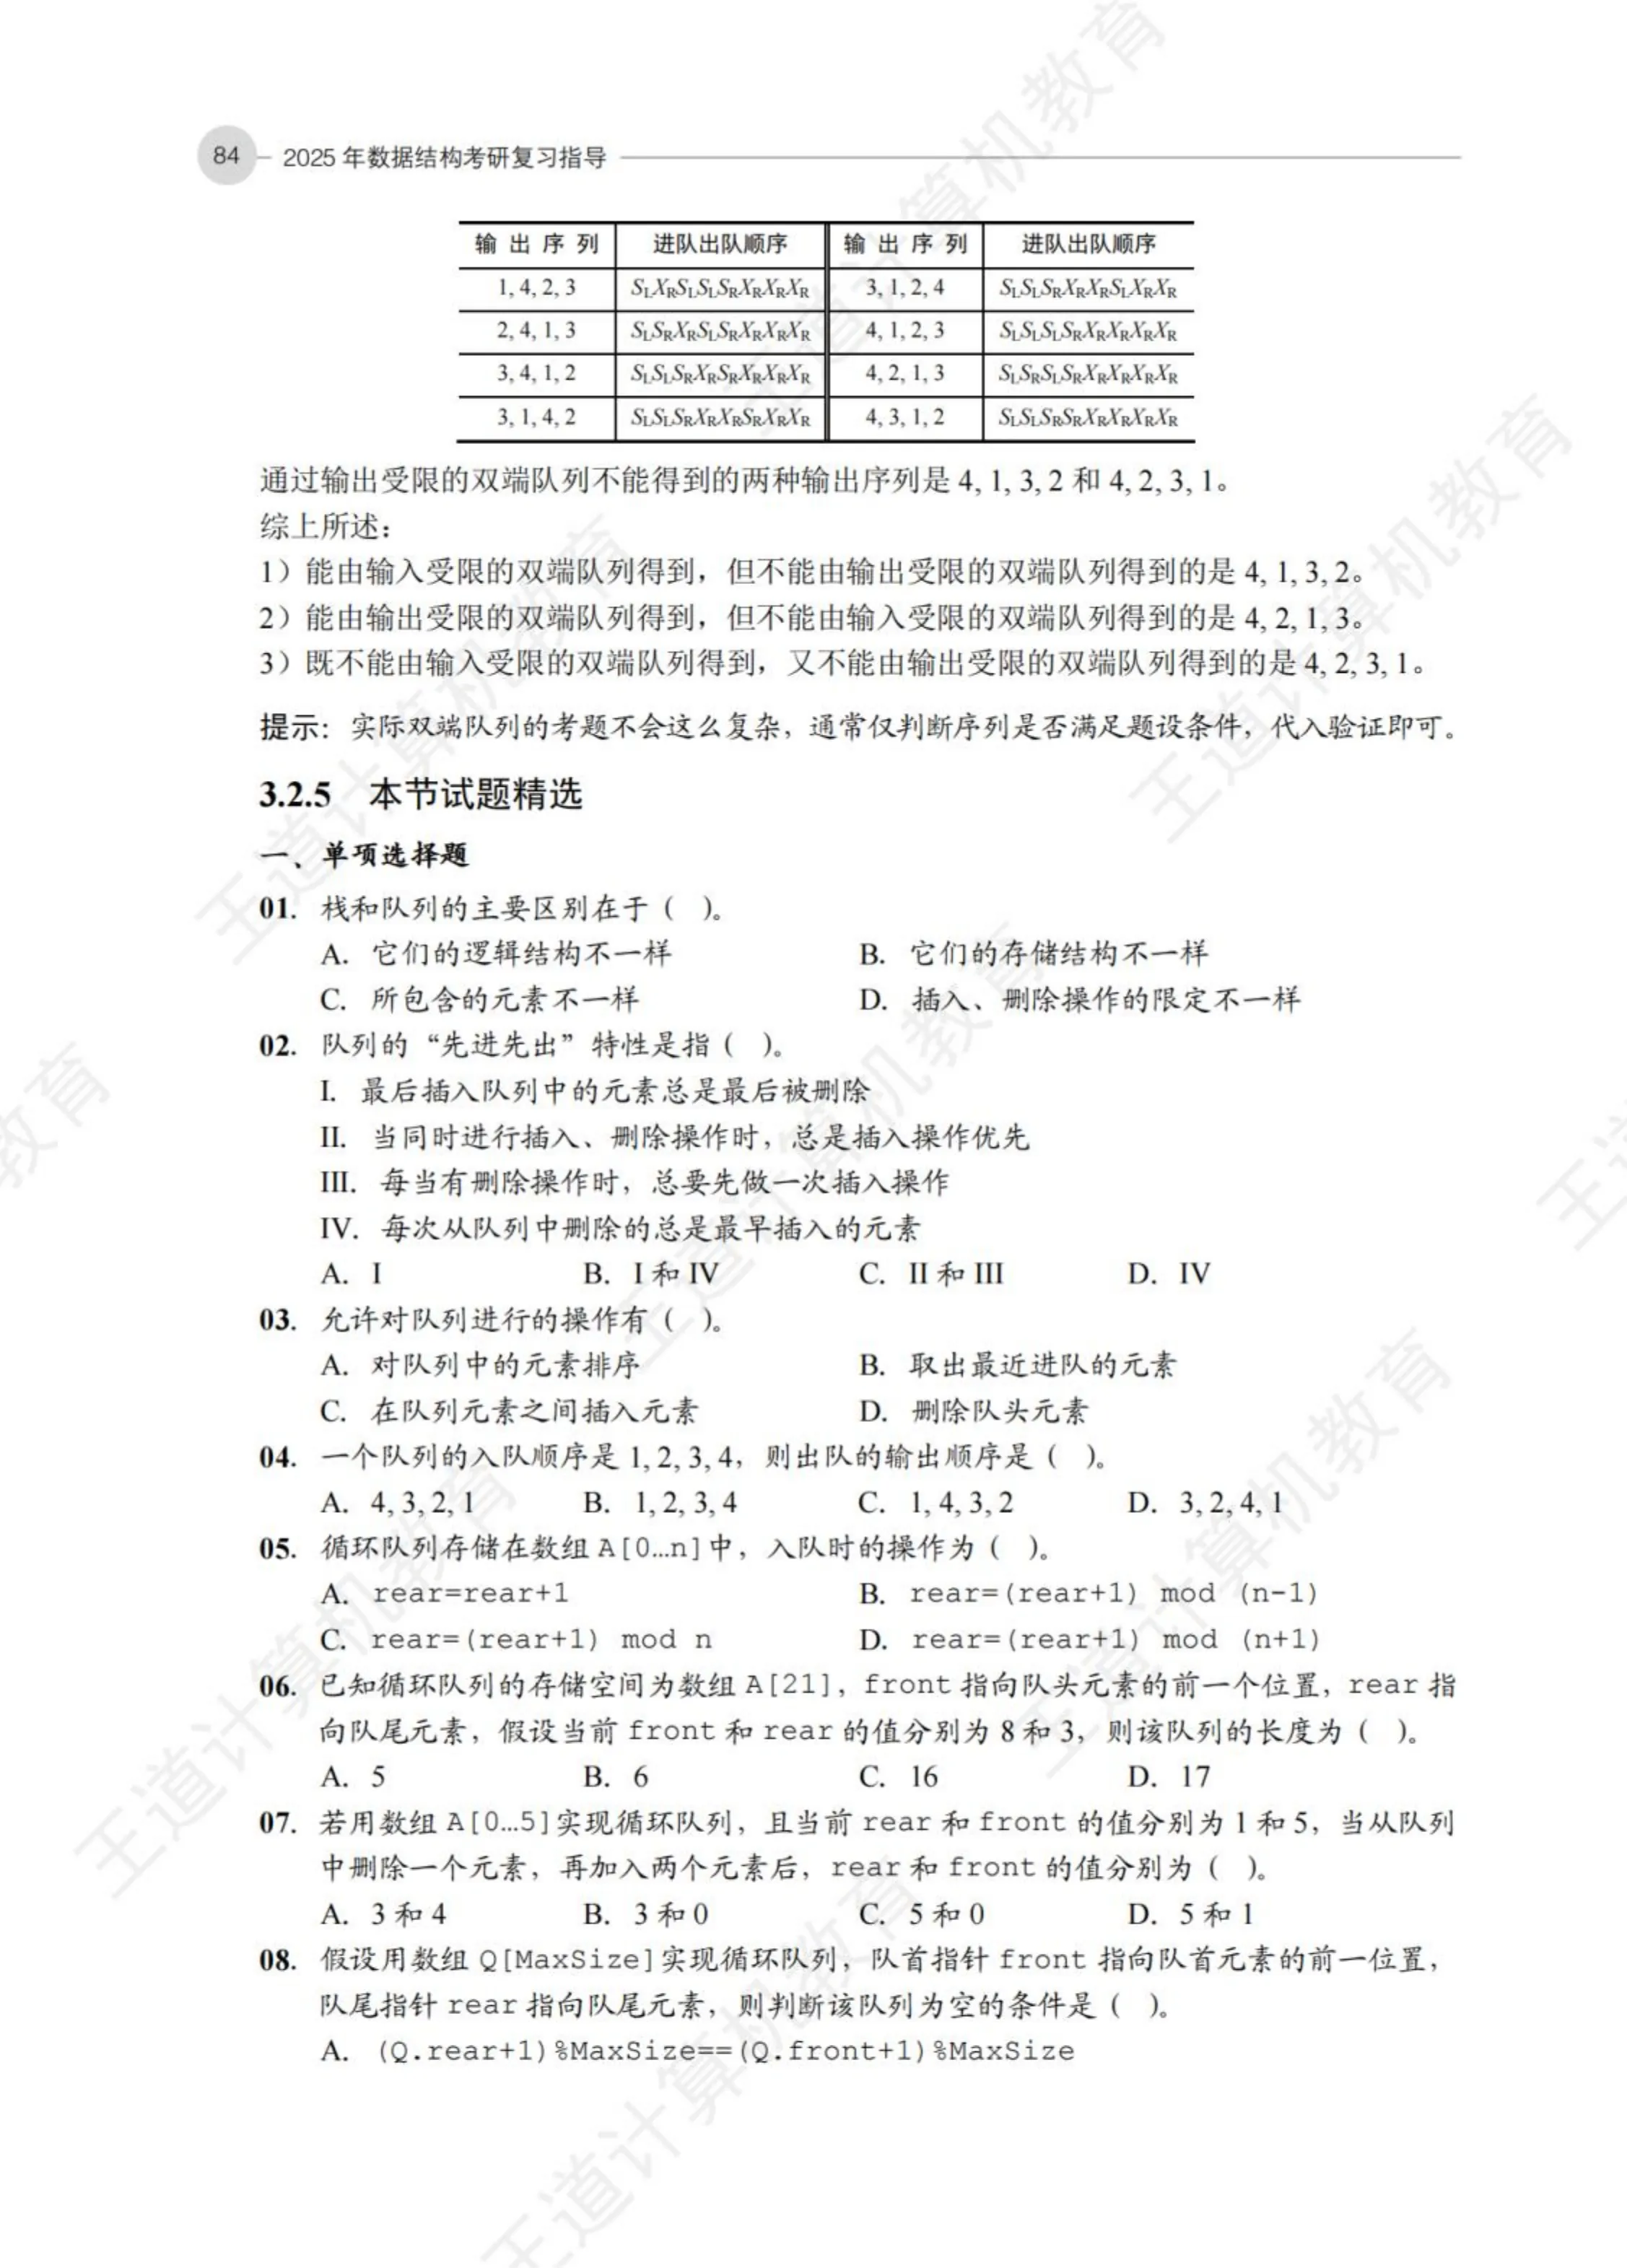 84 2025 年数据结构考研复习指导
输 出 序 列 进队出队顺序 输 出 序 列 进队出队顺序
1, 4, 2, 3 SLXRSLSLSRXRXRXR 3, 1, 2, 4 SLSLSRXRXRSLXRXR
2, 4, 1, 3 SLSRXRSLSRXRXRXR 4, 1, 2, 3 SLSLSLSRXRXRXRXR
3, 4, 1, 2 SLSLSRXRSRXRXRXR 4, 2, 1, 3 SLSRSLSRXRXRXRXR
3, 1, 4, 2 SLSLSRXRXRSRXRXR 4, 3, 1, 2 SLSLSRSRXRXRXRXR
通过输出受限的双端队列不能得到的两种输出序列是 4, 1, 3, 2 和 4, 2, 3, 1。
综上所述：
1）能由输入受限的双端队列得到，但不能由输出受限的双端队列得到的是 4, 1, 3, 2。
2）能由输出受限的双端队列得到，但不能由输入受限的双端队列得到的是 4, 2, 1, 3。
3）既不能由输入受限的双端队列得到，又不能由输出受限的双端队列得到的是 4, 2, 3, 1。
提示：实际双端队列的考题不会这么复杂，通常仅判断序列是否满足题设条件，代入验证即可。
3.2.5 本节试题精选
一、单项选择题
01. 栈和队列的主要区别在于（ ）。
A. 它们的逻辑结构不一样 B. 它们的存储结构不一样
C. 所包含的元素不一样 D. 插入、删除操作的限定不一样
02. 队列的“先进先出”特性是指（ ）。
I. 最后插入队列中的元素总是最后被删除
II. 当同时进行插入、删除操作时，总是插入操作优先
III. 每当有删除操作时，总要先做一次插入操作
IV. 每次从队列中删除的总是最早插入的元素
A. I B. I 和 IV C. II 和 III D. IV
03. 允许对队列进行的操作有（ ）。
A. 对队列中的元素排序 B. 取出最近进队的元素
C. 在队列元素之间插入元素 D. 删除队头元素
04. 一个队列的入队顺序是 1, 2, 3, 4，则出队的输出顺序是（ ）。
A. 4, 3, 2, 1 B. 1, 2, 3, 4 C. 1, 4, 3, 2 D. 3, 2, 4, 1
05. 循环队列存储在数组 A[0…n]中，入队时的操作为（ ）。
A. rear=rear+1 B. rear=(rear+1) mod (n-1)
C. rear=(rear+1) mod n D. rear=(rear+1) mod (n+1)
06. 已知循环队列的存储空间为数组 A[21]，front 指向队头元素的前一个位置，rear 指
向队尾元素，假设当前 front 和 rear 的值分别为 8 和 3，则该队列的长度为（ ）。
A. 5 B. 6 C. 16 D. 17
07. 若用数组 A[0…5]实现循环队列，且当前 rear 和 front 的值分别为 1 和 5，当从队列
中删除一个元素，再加入两个元素后，rear 和 front 的值分别为（ ）。
A. 3 和 4 B. 3 和 0 C. 5 和 0 D. 5 和 1
08. 假设用数组 Q[MaxSize]实现循环队列，队首指针 front 指向队首元素的前一位置，
队尾指针 rear 指向队尾元素，则判断该队列为空的条件是（ ）。
A. (Q.rear+1)%MaxSize==(Q.front+1)%MaxSize
王道计算机教育